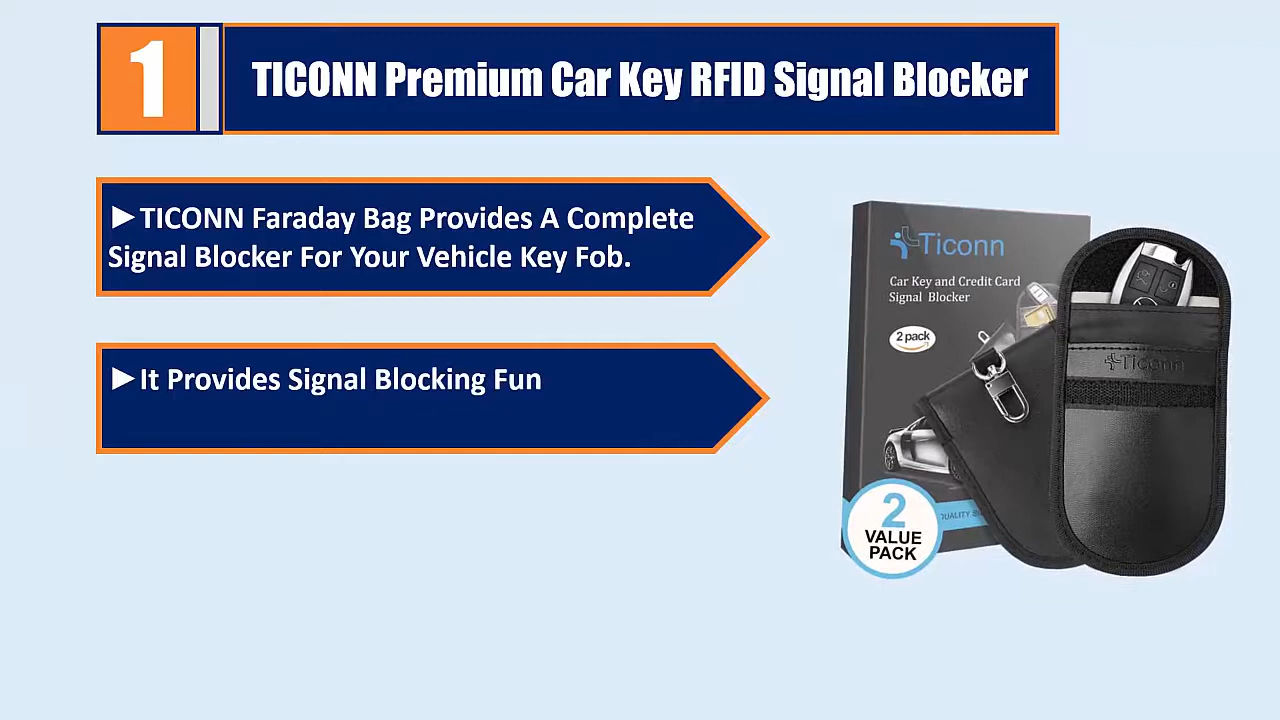 1
TICONN Premium Car Key RFID Signal Blocker
►TICONN Faraday Bag Provides A Complete
Signal Blocker For Your Vehicle Key Fob.
►It Provides Signal Blocking Fun
Ticonn
Car Key and Credit Card
Signal Blocker
2 pack
Ticonn
2
VALUE
PACK